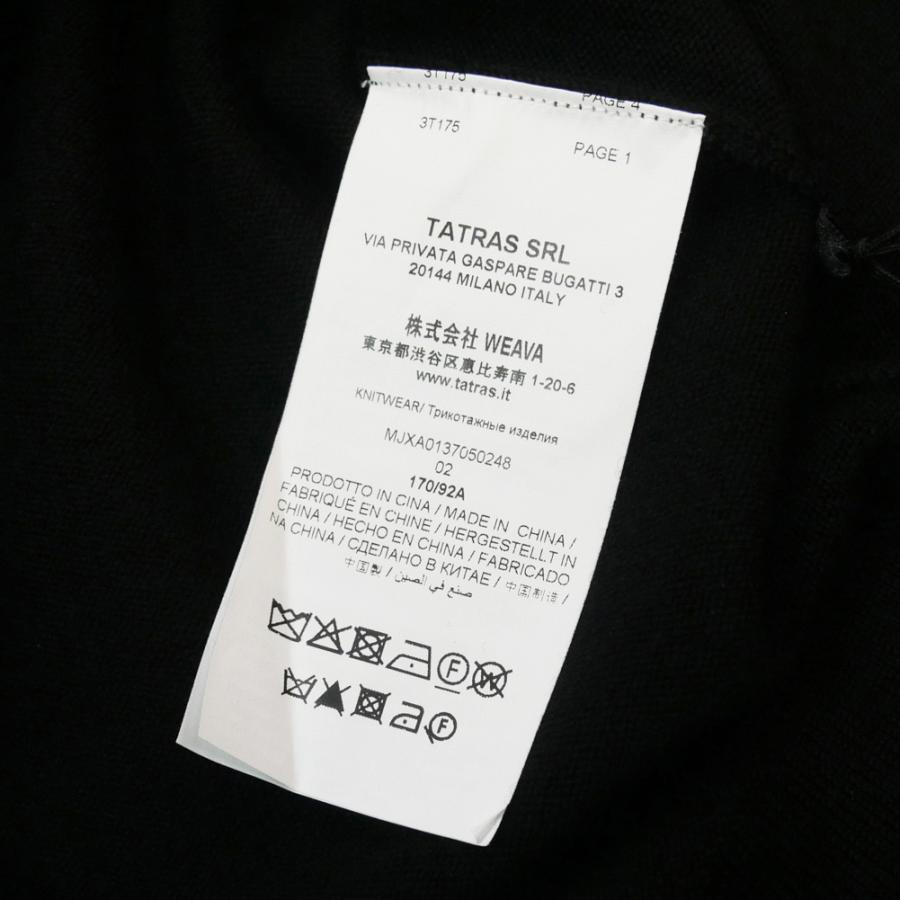 3T175
PAGE 4
3T175
PAGE 1
TATRAS SRL
VIA PRIVATA GASPARE BUGATTI 3
20144 MILANO ITALY
株式会社 WEAVA
東京都渋谷区恵比寿南 1-20-6
www.tatras.it
KNITWEAR/ Трикотажные изделия
MJXA0137050248
02
170/92A
PRODOTTO IN CINA / MADE IN CHINA /
FABRIQUÉ EN CHINE / HERGESTELLT IN
CHINA / HECHO EN CHINA / FABRICADO
NA CHINA / СДЕЛАНО В КИТАЕ / 中国制造 /
中国製 / صنع في الصين
F W
F